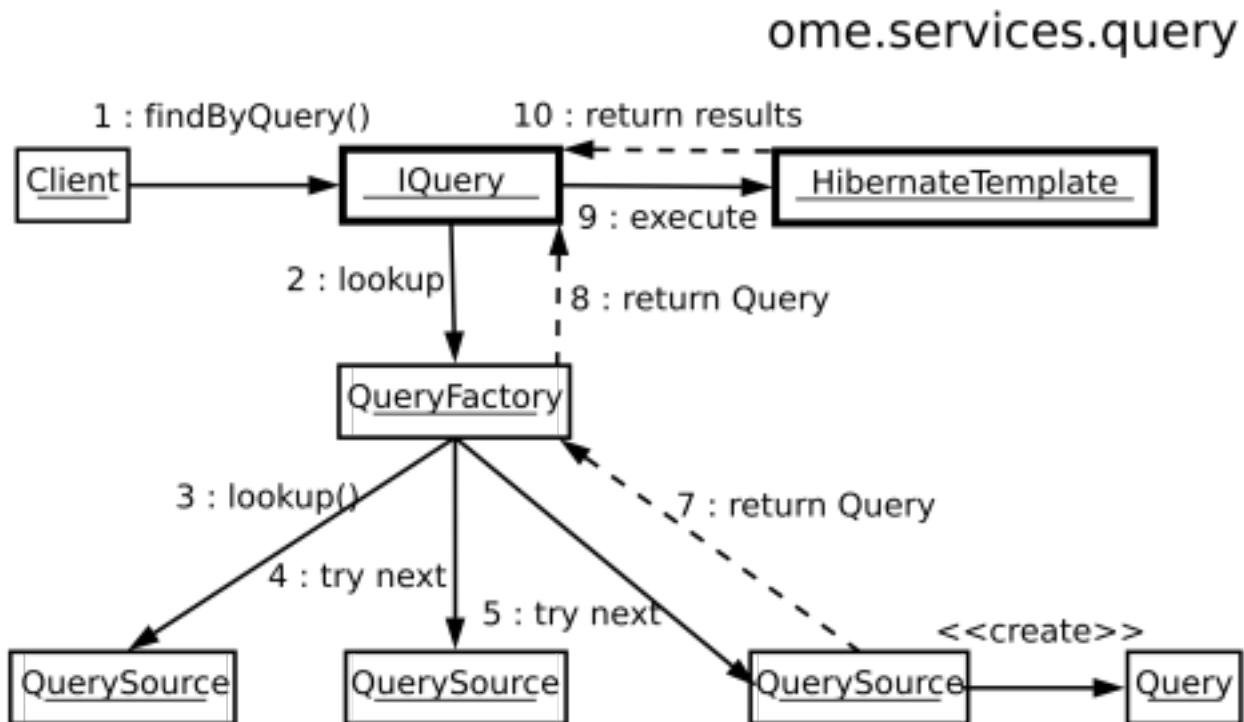 ome.services.query
1 : findByQuery()
10 : return results
Client
IQuery
HibernateTemplate
9 : execute
2 : lookup
8 : return Query
QueryFactory
3 : lookup()
7 : return Query
4 : try next
5 : try next
<<create>>
QuerySource
QuerySource
QuerySource
Query